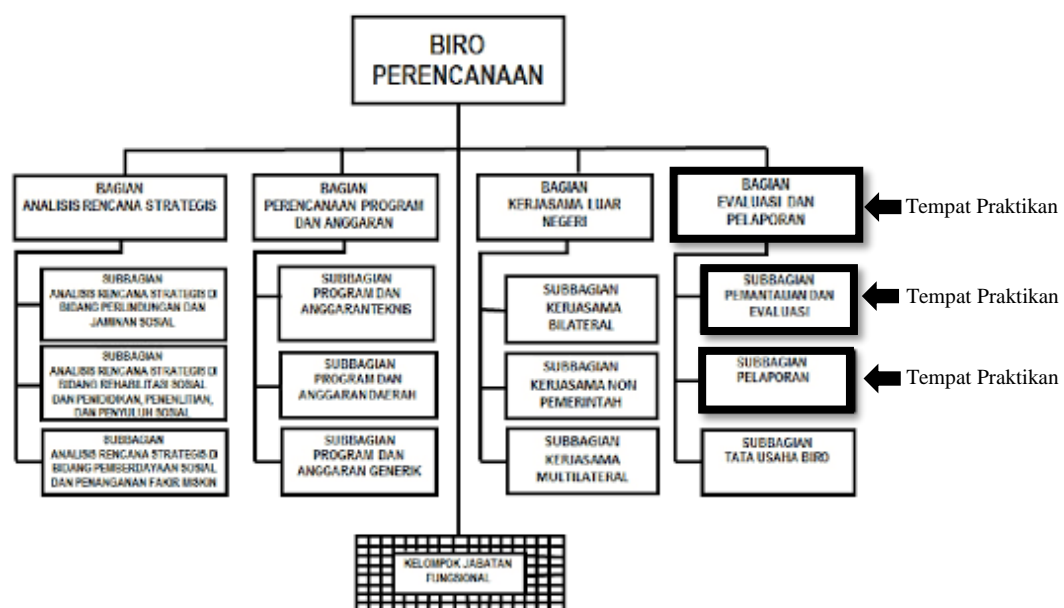 BIRO
PERENCANAAN
BAGIAN
ANALISIS RENCANA STRATEGIS
BAGIAN
PERENCANAAN PROGRAM
DAN ANGGARAN
BAGIAN
KERJASAMA LUAR
NEGERI
BAGIAN
EVALUASI DAN
PELAPORAN
Tempat Praktikan
SUBBAGIAN
ANALISIS RENCANA STRATEGIS DI
BIDANG PERLINDUNGAN DAN
JAMINAN SOSIAL
SUBBAGIAN
ANALISIS RENCANA STRATEGIS DI
BIDANG REHABILITASI SOSIAL
DAN PENIDIDIKAN, PENENLITIAN,
DAN PENYULUH SOSIAL
SUBBAGIAN
ANALISIS RENCANA STRATEGIS DI
BIDANG PEMBERDAYAAN SOSIAL
DAN PENANGANAN FAKIR MISKIN
SUBBAGIAN
PROGRAM DAN
ANGGARAN TEKNIS
SUBBAGIAN
PROGRAM DAN
ANGGARAN DAERAH
SUBBAGIAN
PROGRAM DAN
ANGGARAN GENERIK
SUBBAGIAN
KERJASAMA
BILATERAL
SUBBAGIAN
KERJASAMA NON
PEMERINTAH
SUBBAGIAN
KERJASAMA
MULTILATERAL
SUBBAGIAN
PEMANTAUAN DAN
EVALUASI
Tempat Praktikan
SUBBAGIAN
PELAPORAN
Tempat Praktikan
SUBBAGIAN
TATA USAHA BIRO
KELOMPOK JABATAN
FUNGSIONAL